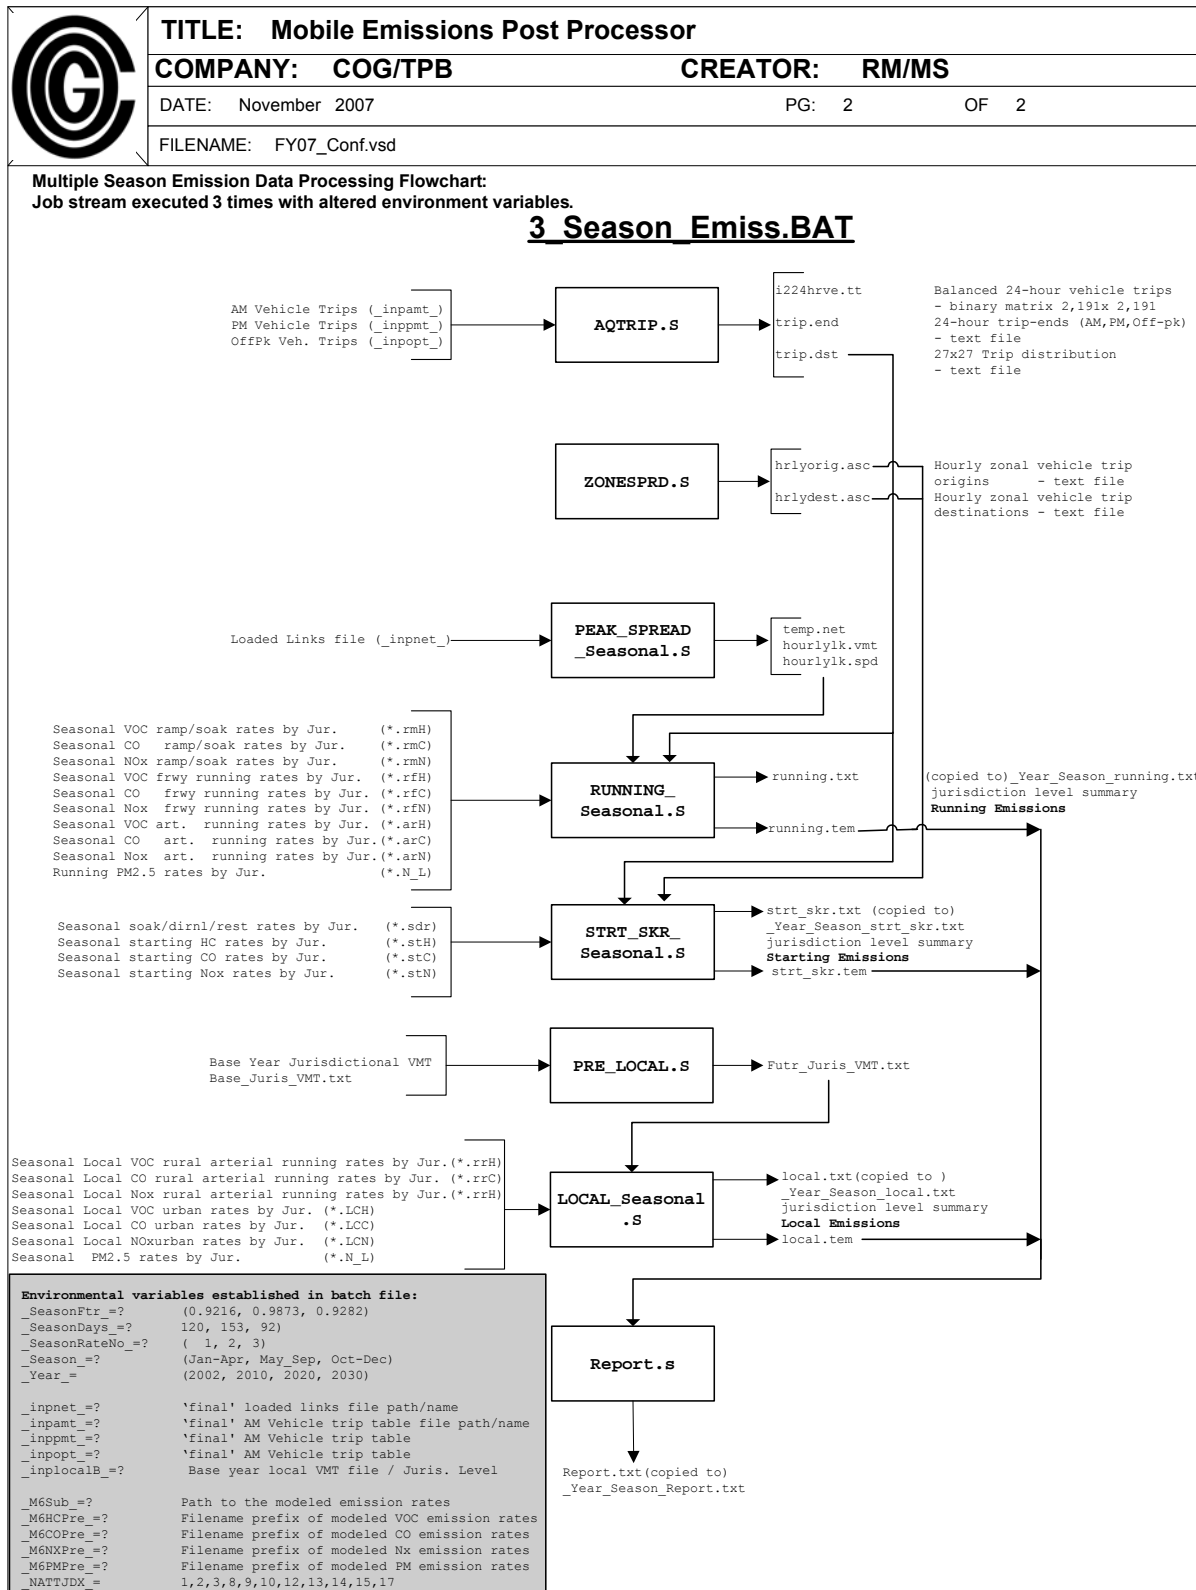 TITLE: Mobile Emissions Post Processor
COMPANY: COG/TPB CREATOR: RM/MS
DATE: November 2007 PG: 2 OF 2
FILENAME: FY07_Conf.vsd
Multiple Season Emission Data Processing Flowchart:
Job stream executed 3 times with altered environment variables.
3_Season_Emiss.BAT
AM Vehicle Trips (_inpamt_)
PM Vehicle Trips (_inppmt_)
OffPk Veh. Trips (_inpopt_)
AQTRIP.S
i224hrve.tt
trip.end
trip.dst
Balanced 24-hour vehicle trips
- binary matrix 2,191x 2,191
24-hour trip-ends (AM,PM,Off-pk)
- text file
27x27 Trip distribution
- text file
ZONESPRD.S
hrlyorig.asc
hrlydest.asc
Hourly zonal vehicle trip
origins - text file
Hourly zonal vehicle trip
destinations - text file
Loaded Links file (_inpnet_)
PEAK_SPREAD
_Seasonal.S
temp.net
hourlylk.vmt
hourlylk.spd
Seasonal VOC ramp/soak rates by Jur. (*.rmH)
Seasonal CO ramp/soak rates by Jur. (*.rmC)
Seasonal NOx ramp/soak rates by Jur. (*.rmN)
Seasonal VOC frwy running rates by Jur. (*.rfH)
Seasonal CO frwy running rates by Jur. (*.rfC)
Seasonal Nox frwy running rates by Jur. (*.rfN)
Seasonal VOC art. running rates by Jur. (*.arH)
Seasonal CO art. running rates by Jur.(*.arC)
Seasonal Nox art. running rates by Jur.(*.arN)
Running PM2.5 rates by Jur. (*.N_L)
RUNNING_
Seasonal.S
running.txt
running.tem
(copied to)_Year_Season_running.txt
jurisdiction level summary
Running Emissions
Seasonal soak/dirnl/rest rates by Jur. (*.sdr)
Seasonal starting HC rates by Jur. (*.stH)
Seasonal starting CO rates by Jur. (*.stC)
Seasonal starting Nox rates by Jur. (*.stN)
STRT_SKR_
Seasonal.S
strt_skr.txt (copied to)
_Year_Season_strt_skr.txt
jurisdiction level summary
Starting Emissions
strt_skr.tem
Base Year Jurisdictional VMT
Base_Juris_VMT.txt
PRE_LOCAL.S
Futr_Juris_VMT.txt
Seasonal Local VOC rural arterial running rates by Jur.(*.rrH)
Seasonal Local CO rural arterial running rates by Jur.(*.rrC)
Seasonal Local Nox rural arterial running rates by Jur.(*.rrH)
Seasonal Local VOC urban rates by Jur. (*.LCH)
Seasonal Local CO urban rates by Jur. (*.LCC)
Seasonal Local NOxurban rates by Jur. (*.LCN)
Seasonal PM2.5 rates by Jur. (*.N_L)
LOCAL_Seasonal
.S
local.txt(copied to )
_Year_Season_local.txt
jurisdiction level summary
Local Emissions
local.tem
Environmental variables established in batch file:
_SeasonFtr_=? (0.9216, 0.9873, 0.9282)
_SeasonDays_=? 120, 153, 92)
_SeasonRateNo_=? ( 1, 2, 3)
_Season_=? (Jan-Apr, May_Sep, Oct-Dec)
_Year_= (2002, 2010, 2020, 2030)
_inpnet_=? 'final' loaded links file path/name
_inpamt_=? 'final' AM Vehicle trip table file path/name
_inppmt_=? 'final' AM Vehicle trip table
_inpopt_=? 'final' AM Vehicle trip table
_inplocalB_=? Base year local VMT file / Juris. Level
_M6Sub_=? Path to the modeled emission rates
_M6HCPre_=? Filename prefix of modeled VOC emission rates
_M6COPre_=? Filename prefix of modeled CO emission rates
_M6NXPre_=? Filename prefix of modeled Nx emission rates
_M6PMPre_=? Filename prefix of modeled PM emission rates
_NATTJDX_= 1,2,3,8,9,10,12,13,14,15,17
Report.s
Report.txt(copied to)
_Year_Season_Report.txt